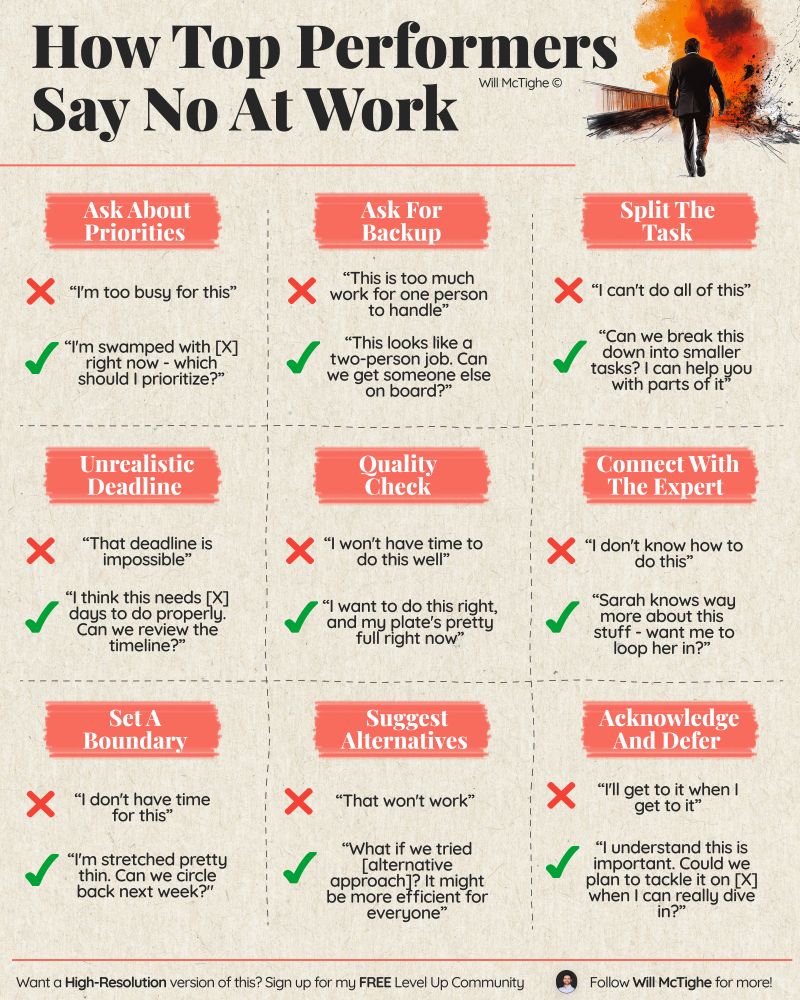 How Top Performers
Will McTighe ©
Say No At Work
Ask About
Priorities
“I'm too busy for this”
“I'm swamped with [X]
right now - which
should I prioritize?”
Ask For
Backup
“This is too much
work for one person
to handle”
“This looks like a
two-person job. Can
we get someone else
on board?”
Split The
Task
“I can't do all of this”
“Can we break this
down into smaller
tasks? I can help you
with parts of it”
Unrealistic
Deadline
“That deadline is
impossible”
“I think this needs [X]
days to do properly.
Can we review the
timeline?”
Quality
Check
“I won't have time to
do this well”
“I want to do this right,
and my plate's pretty
full right now”
Connect With
The Expert
“I don't know how to
do this”
“Sarah knows way
more about this
stuff - want me to
loop her in?”
Set A
Boundary
“I don't have time
for this”
“I'm stretched pretty
thin. Can we circle
back next week?"
Suggest
Alternatives
“That won't work”
“What if we tried
[alternative
approach]? It might
be more efficient for
everyone”
Acknowledge
And Defer
“I'll get to it when I
get to it”
“I understand this is
important. Could we
plan to tackle it on [X]
when I can really dive
in?”
Want a High-Resolution version of this? Sign up for my FREE Level Up Community
Follow Will McTighe for more!